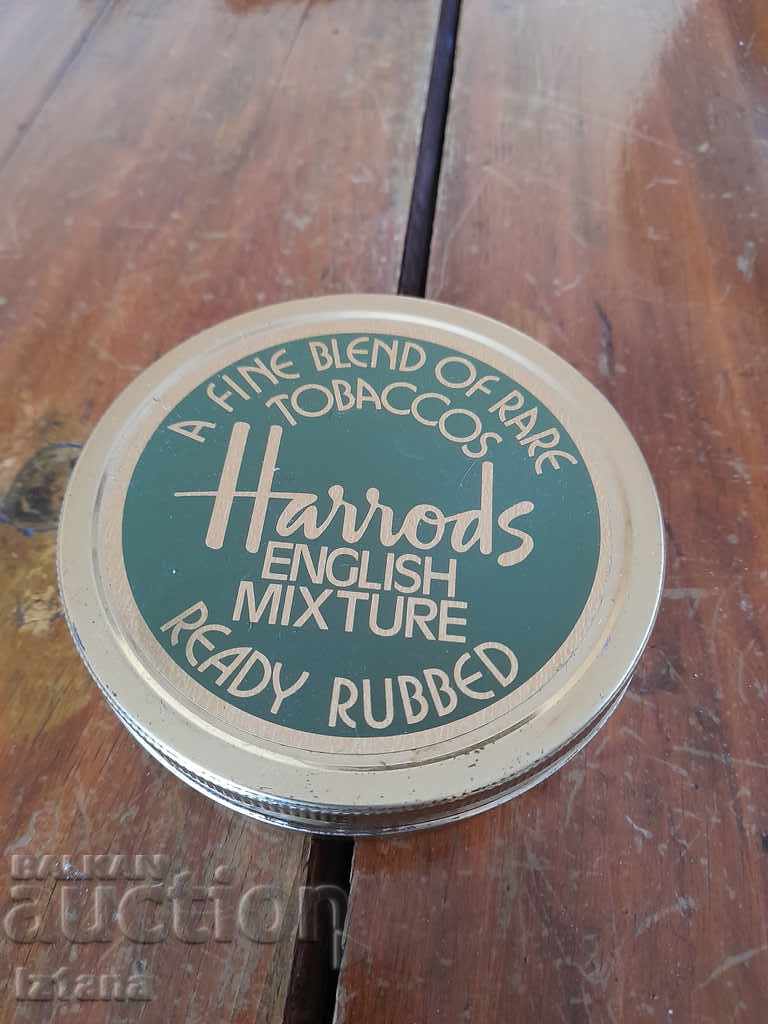 A FINE BLEND OF RARE
TOBACCOS
Harrods
ENGLISH
MIXTURE
READY RUBBED
BALKAN
auction
Iztana